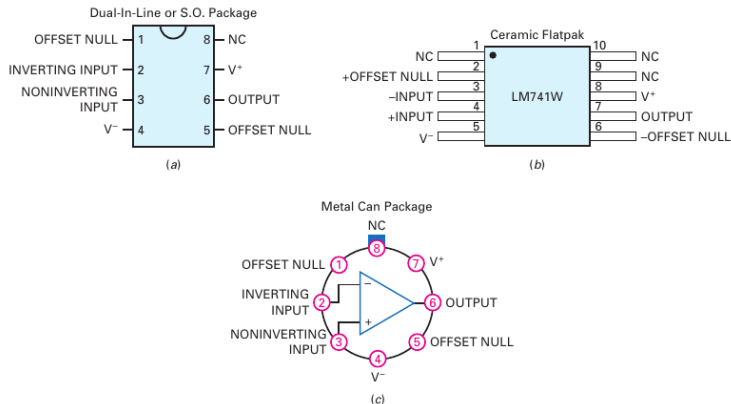 Dual-In-Line or S.O. Package
OFFSET NULL 1 8 NC
INVERTING INPUT 2 7 V+
NONINVERTING
INPUT 3 6 OUTPUT
V− 4 5 OFFSET NULL
(a)
Ceramic Flatpak
NC 1 10 NC
+OFFSET NULL 2 9 NC
−INPUT 3 LM741W 8 V+
+INPUT 4 7 OUTPUT
V− 5 6 −OFFSET NULL
(b)
Metal Can Package
NC
8
OFFSET NULL 1 7 V+
INVERTING
INPUT 2 − 6 OUTPUT
NONINVERTING
INPUT 3 + 5 OFFSET NULL
4
V−
(c)